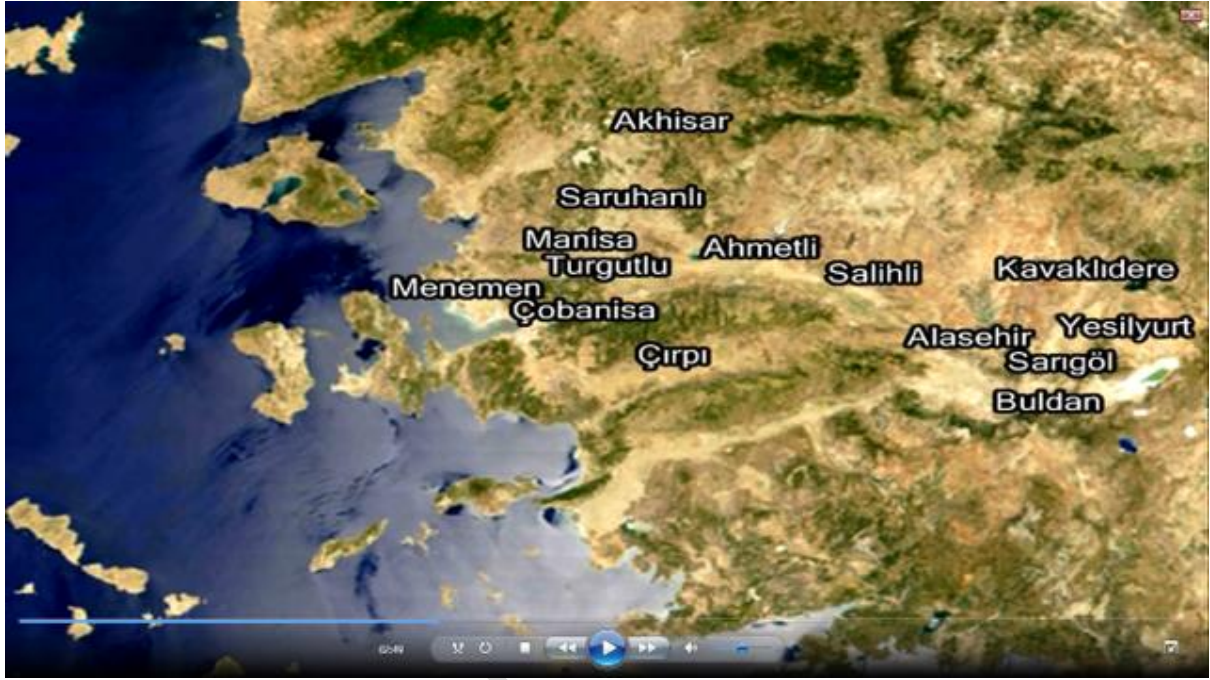 Akhisar
Saruhanlı
Manisa
Ahmetli
Turgutlu
Salihli
Kavaklıdere
Menemen
Çobanisa
Yesilyurt
Alasehir
Çırpı
Sarıgöl
Buldan